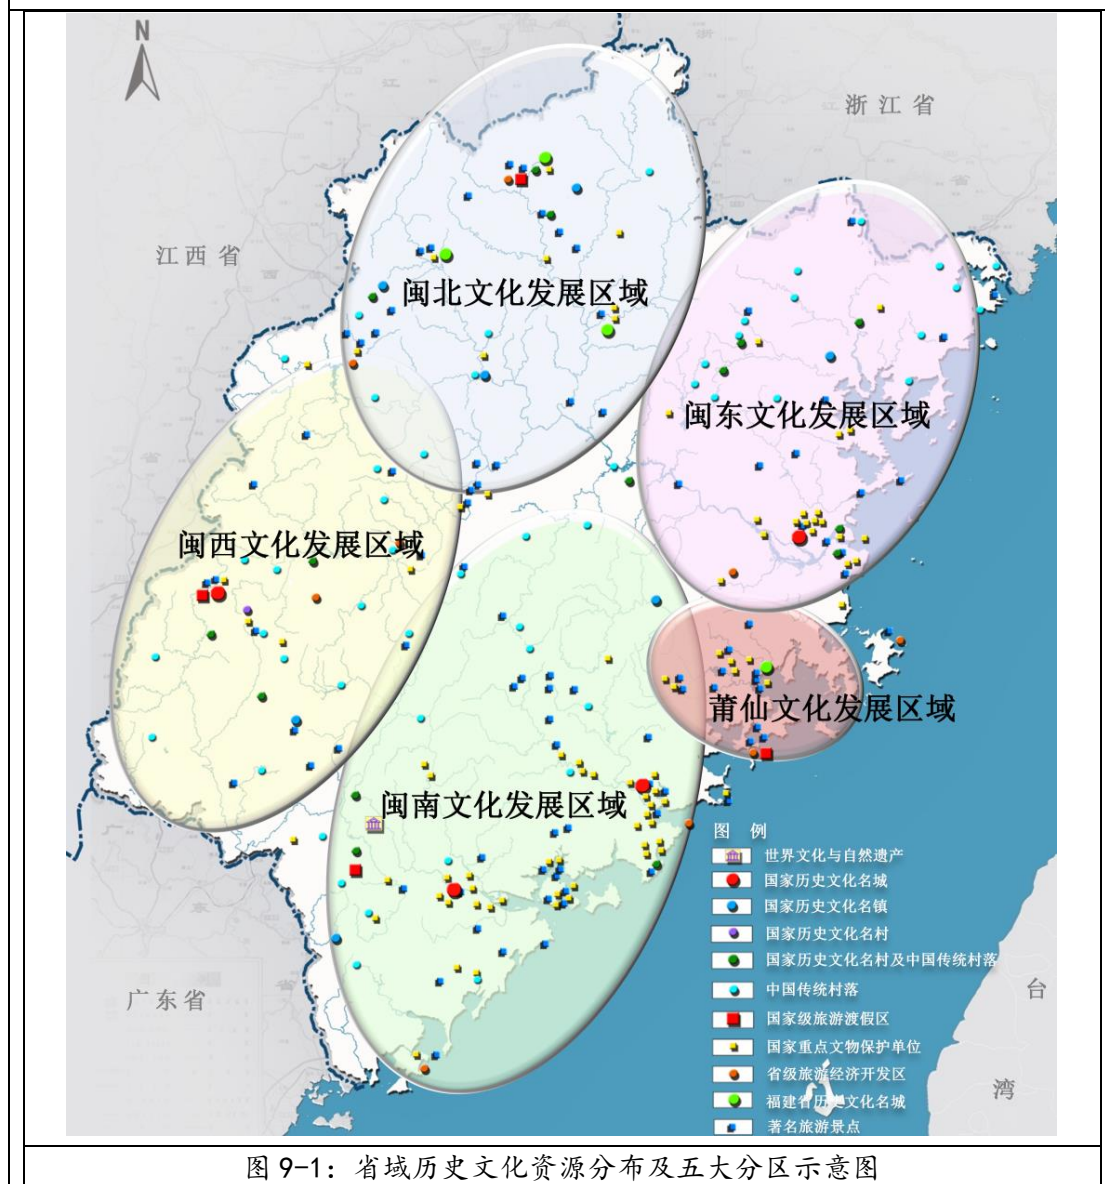 N
浙江省
江西省
闽北文化发展区域
闽东文化发展区域
闽西文化发展区域
莆仙文化发展区域
闽南文化发展区域
广东省
台
湾
图 例
世界文化与自然遗产
国家历史文化名城
国家历史文化名镇
国家历史文化名村
国家历史文化名村及中国传统村落
中国传统村落
国家级旅游渡假区
国家重点文物保护单位
省级旅游经济开发区
福建省历史文化名城
著名旅游景点
图 9-1：省域历史文化资源分布及五大分区示意图